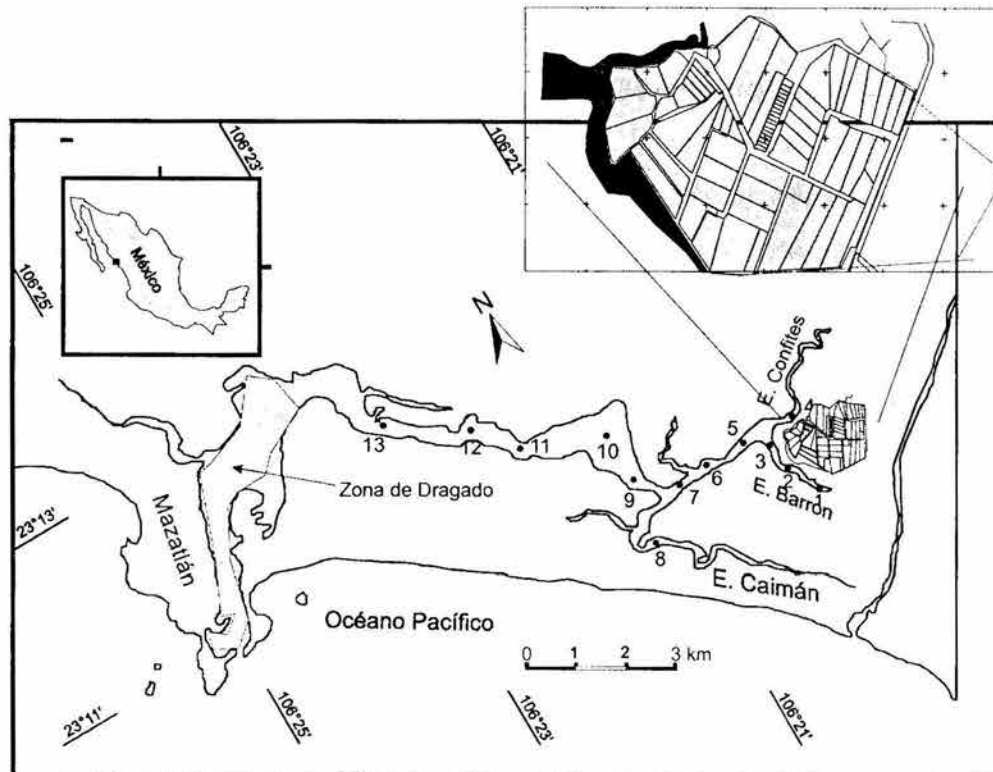 106°23'
106°21'
106°25'
México
N
E. Confites
13
12
11
10
5
3
2
1
6
9
7
E. Barrón
Zona de Dragado
8
23°13'
Mazatlán
E. Caimán
Océano Pacífico
0 1 2 3 km
23°11'
106°25'
106°23'
106°21'